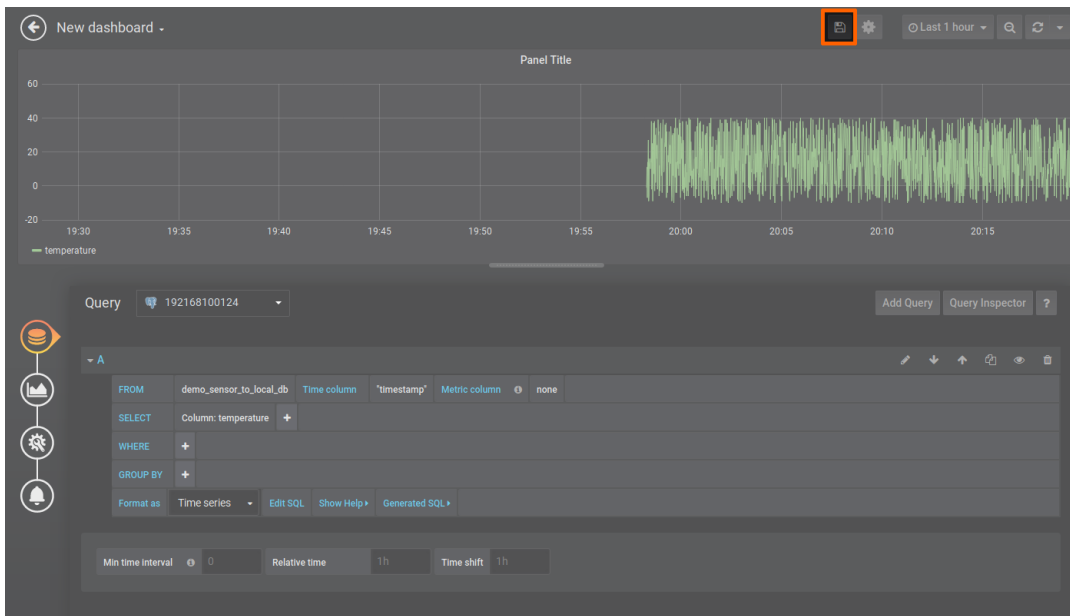 New dashboard
Last 1 hour
Panel Title
60
40
20
0
-20
19:30 19:35 19:40 19:45 19:50 19:55 20:00 20:05 20:10 20:15
temperature
Query 192168100124 Add Query Query Inspector ?
A
FROM demo_sensor_to_local_db Time column "timestamp" Metric column none
SELECT Column: temperature +
WHERE +
GROUP BY +
Format as Time series Edit SQL Show Help Generated SQL
Min time interval 0 Relative time 1h Time shift 1h